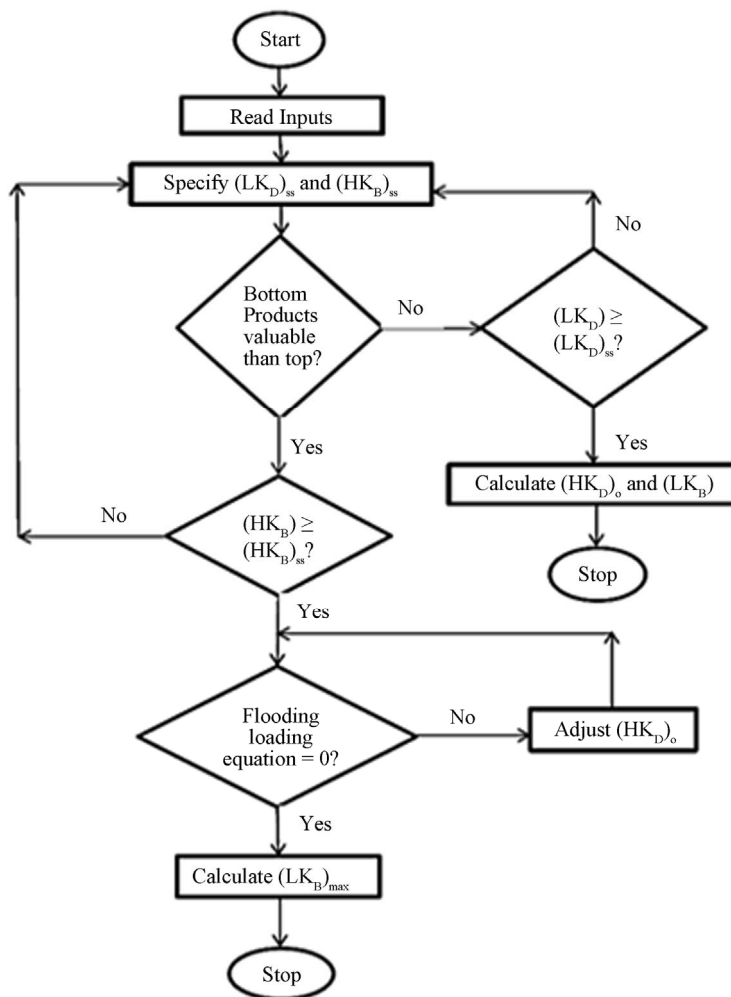 Start
Read Inputs
Specify (LK_D)_ss and (HK_B)_ss
No
Bottom
Products
valuable
than top?
No
(LK_D) ≥
(LK_D)_ss?
Yes
Yes
Calculate (HK_D)_o and (LK_B)
No
(HK_B) ≥
(HK_B)_ss?
Stop
Yes
Flooding
loading
equation = 0?
No
Adjust (HK_D)_o
Yes
Calculate (LK_B)_max
Stop